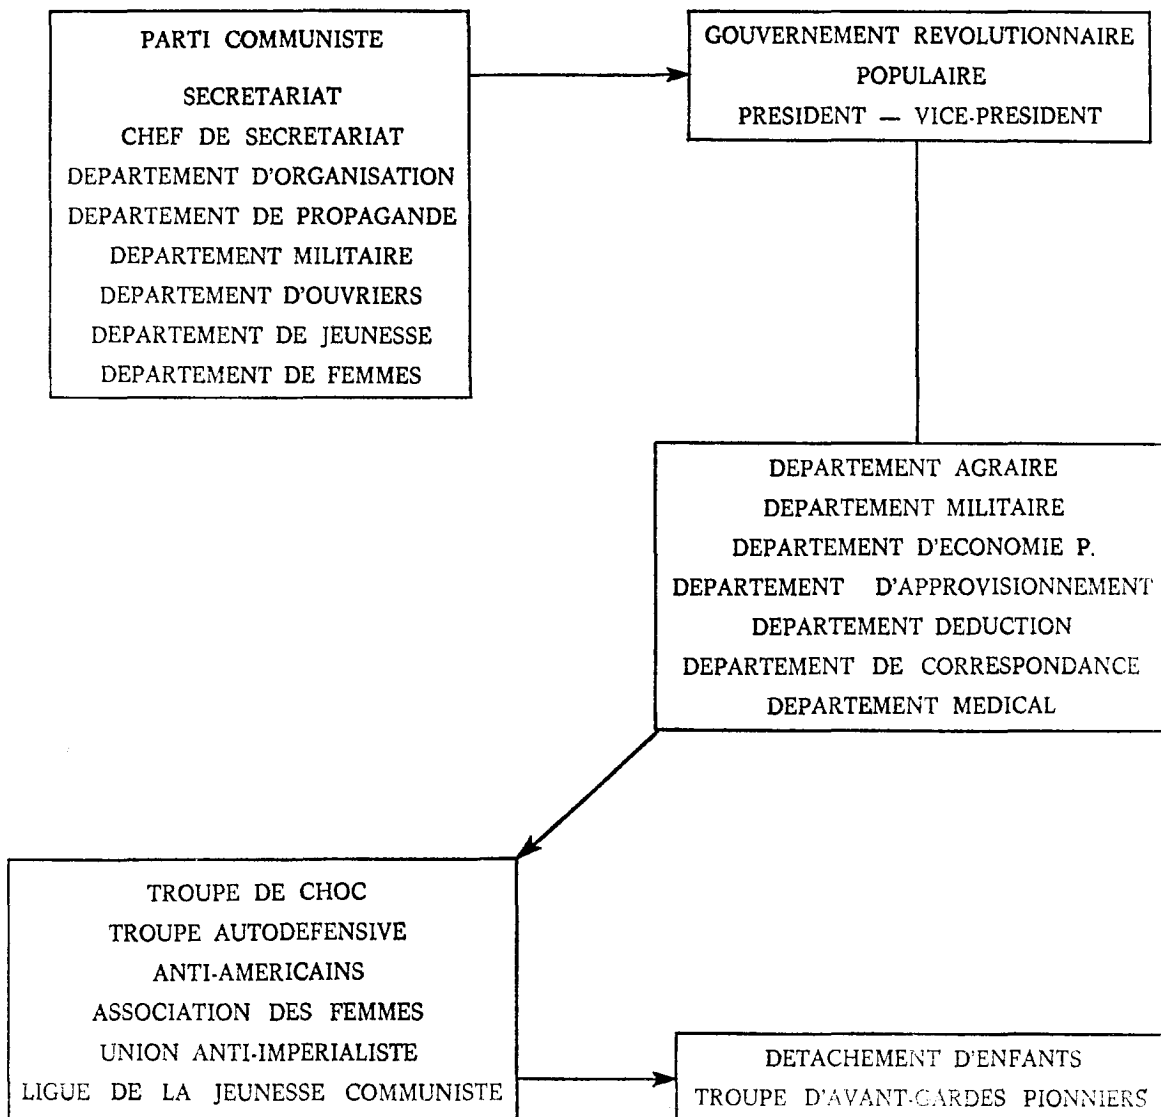 PARTI COMMUNISTE
SECRETARIAT
CHEF DE SECRETARIAT
DEPARTEMENT D'ORGANISATION
DEPARTEMENT DE PROPAGANDE
DEPARTEMENT MILITAIRE
DEPARTEMENT D'OUVRIERS
DEPARTEMENT DE JEUNESSE
DEPARTEMENT DE FEMMES
GOUVERNEMENT REVOLUTIONNAIRE
POPULAIRE
PRESIDENT — VICE-PRESIDENT
DEPARTEMENT AGRAIRE
DEPARTEMENT MILITAIRE
DEPARTEMENT D'ECONOMIE P.
DEPARTEMENT D'APPROVISIONNEMENT
DEPARTEMENT DEDUCTION
DEPARTEMENT DE CORRESPONDANCE
DEPARTEMENT MEDICAL
TROUPE DE CHOC
TROUPE AUTODEFENSIVE
ANTI-AMERICAINS
ASSOCIATION DES FEMMES
UNION ANTI-IMPERIALISTE
LIGUE DE LA JEUNESSE COMMUNISTE
DETACHEMENT D'ENFANTS
TROUPE D'AVANT-GARDES PIONNIERS